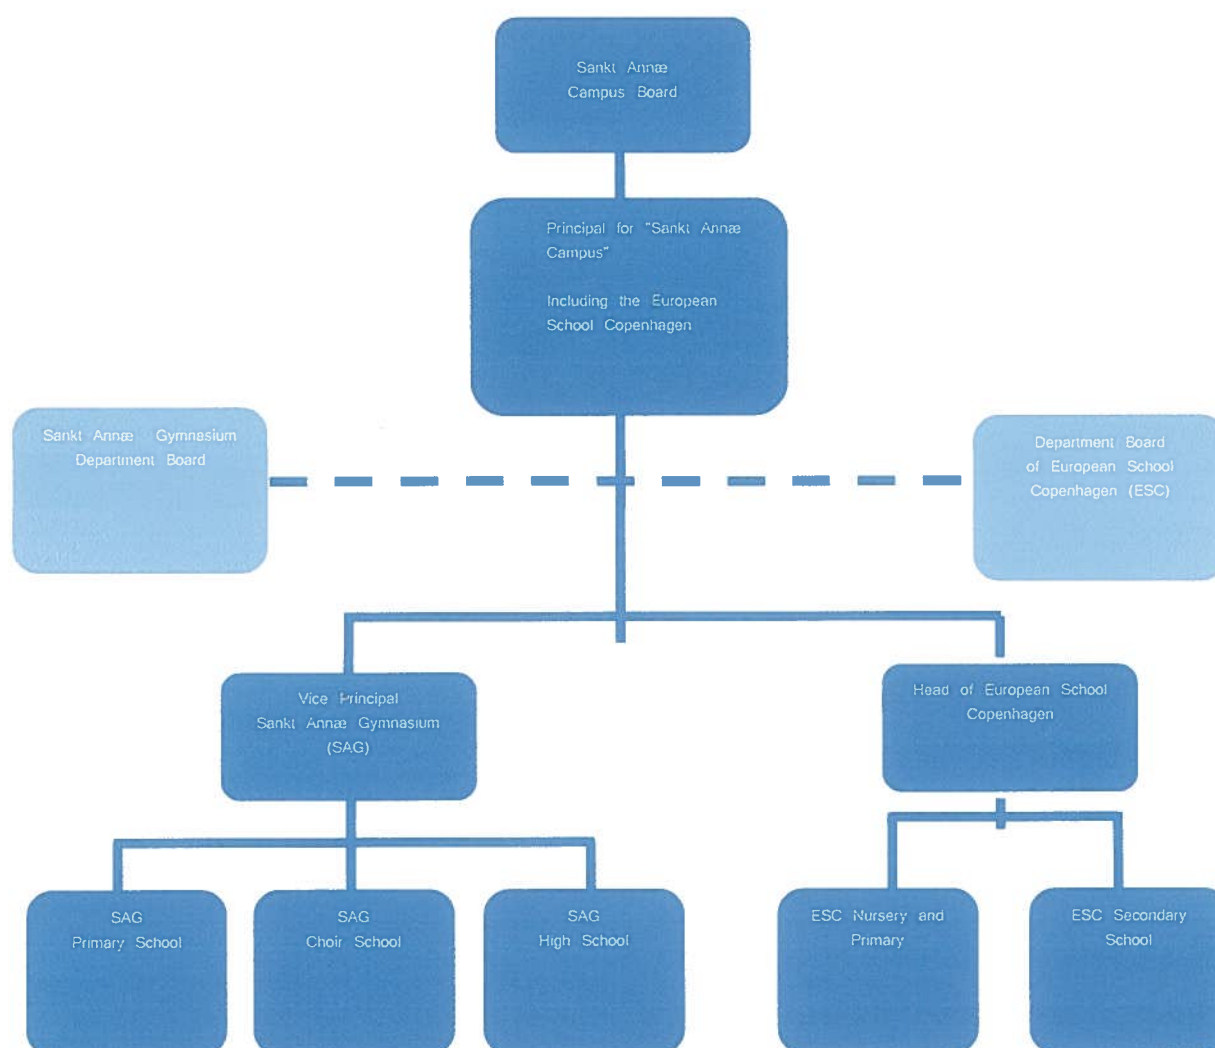 Sankt Annæ
Campus Board
Principal for "Sankt Annæ
Campus"
Including the European
School Copenhagen
Sankt Annæ Gymnasium
Department Board
Department Board
of European School
Copenhagen (ESC)
Vice Principal
Sankt Annæ Gymnasium
(SAG)
Head of European School
Copenhagen
SAG
Primary School
SAG
Choir School
SAG
High School
ESC Nursery and
Primary
ESC Secondary
School